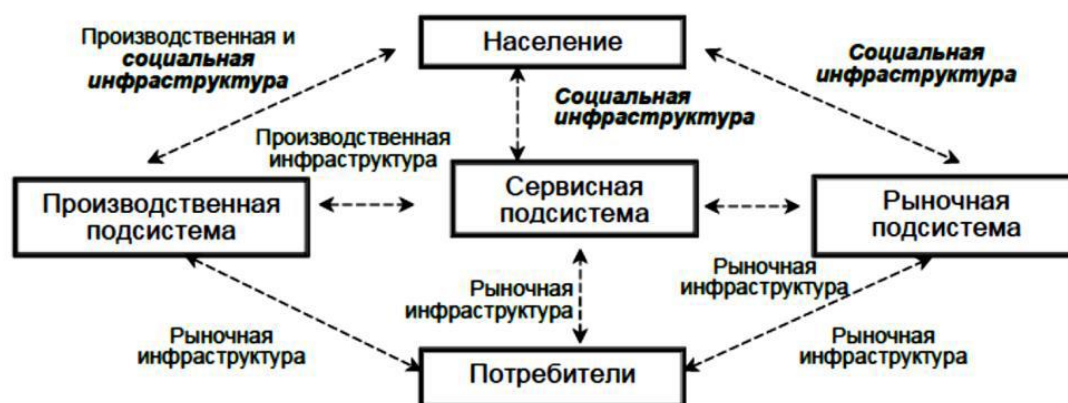 Производственная и
социальная
инфраструктура
Население
Социальная
инфраструктура
Социальная
инфраструктура
Производственная
инфраструктура
Производственная
подсистема
Сервисная
подсистема
Рыночная
подсистема
Рыночная
инфраструктура
Рыночная
инфраструктура
Рыночная
инфраструктура
Рыночная
инфраструктура
Потребители